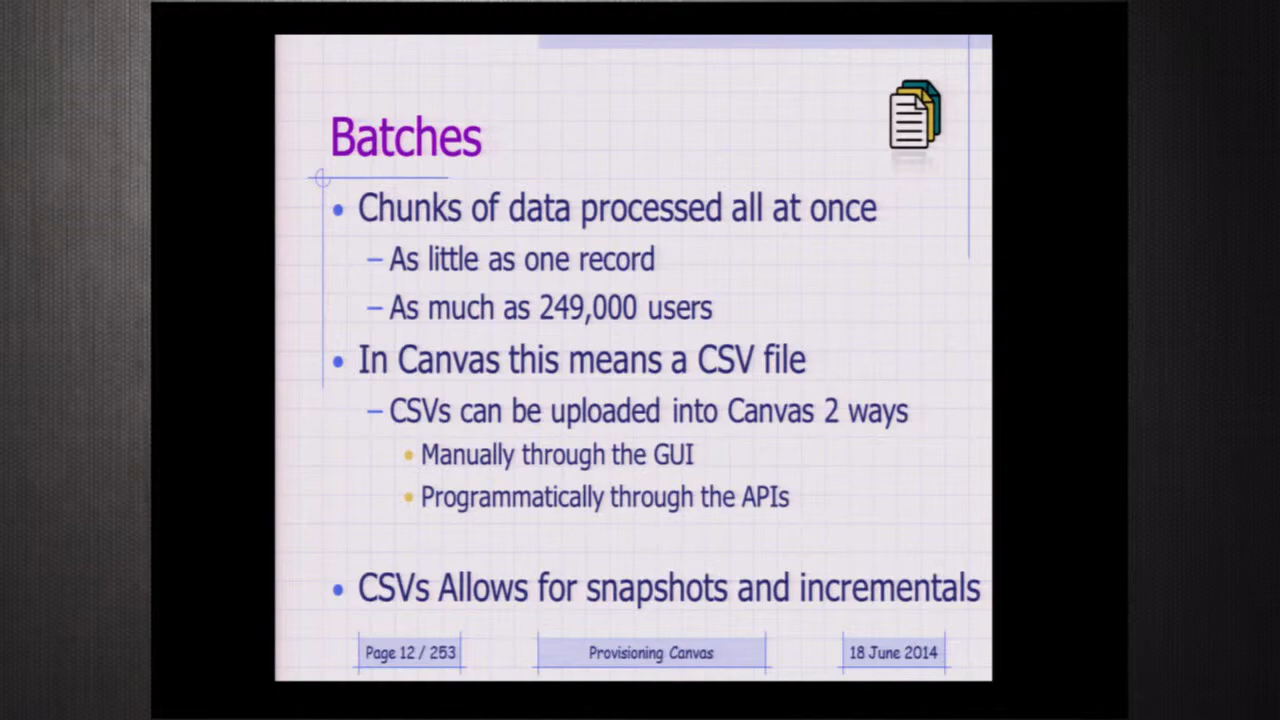 Batches
Chunks of data processed all at once
– As little as one record
– As much as 249,000 users
In Canvas this means a CSV file
– CSVs can be uploaded into Canvas 2 ways
Manually through the GUI
Programmatically through the APIs
CSVs Allows for snapshots and incrementals
Page 12 / 253
Provisioning Canvas
18 June 2014